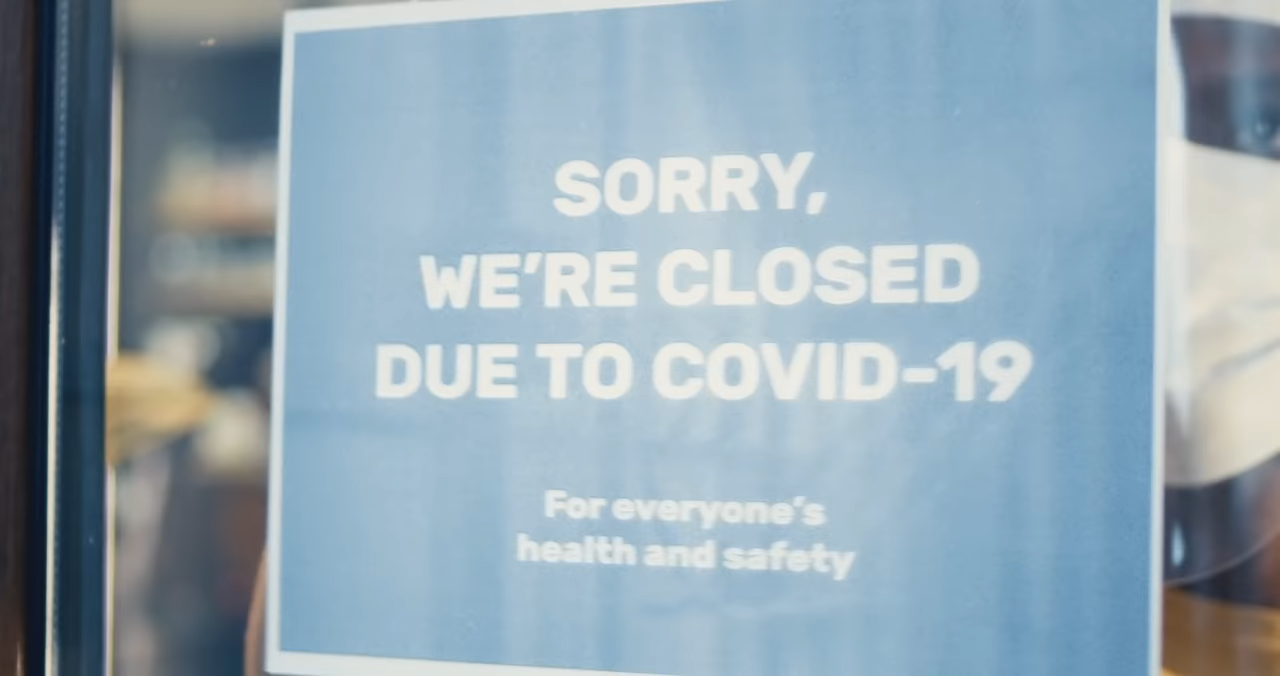 SORRY,
WE'RE CLOSED
DUE TO COVID-19
For everyone's
health and safety